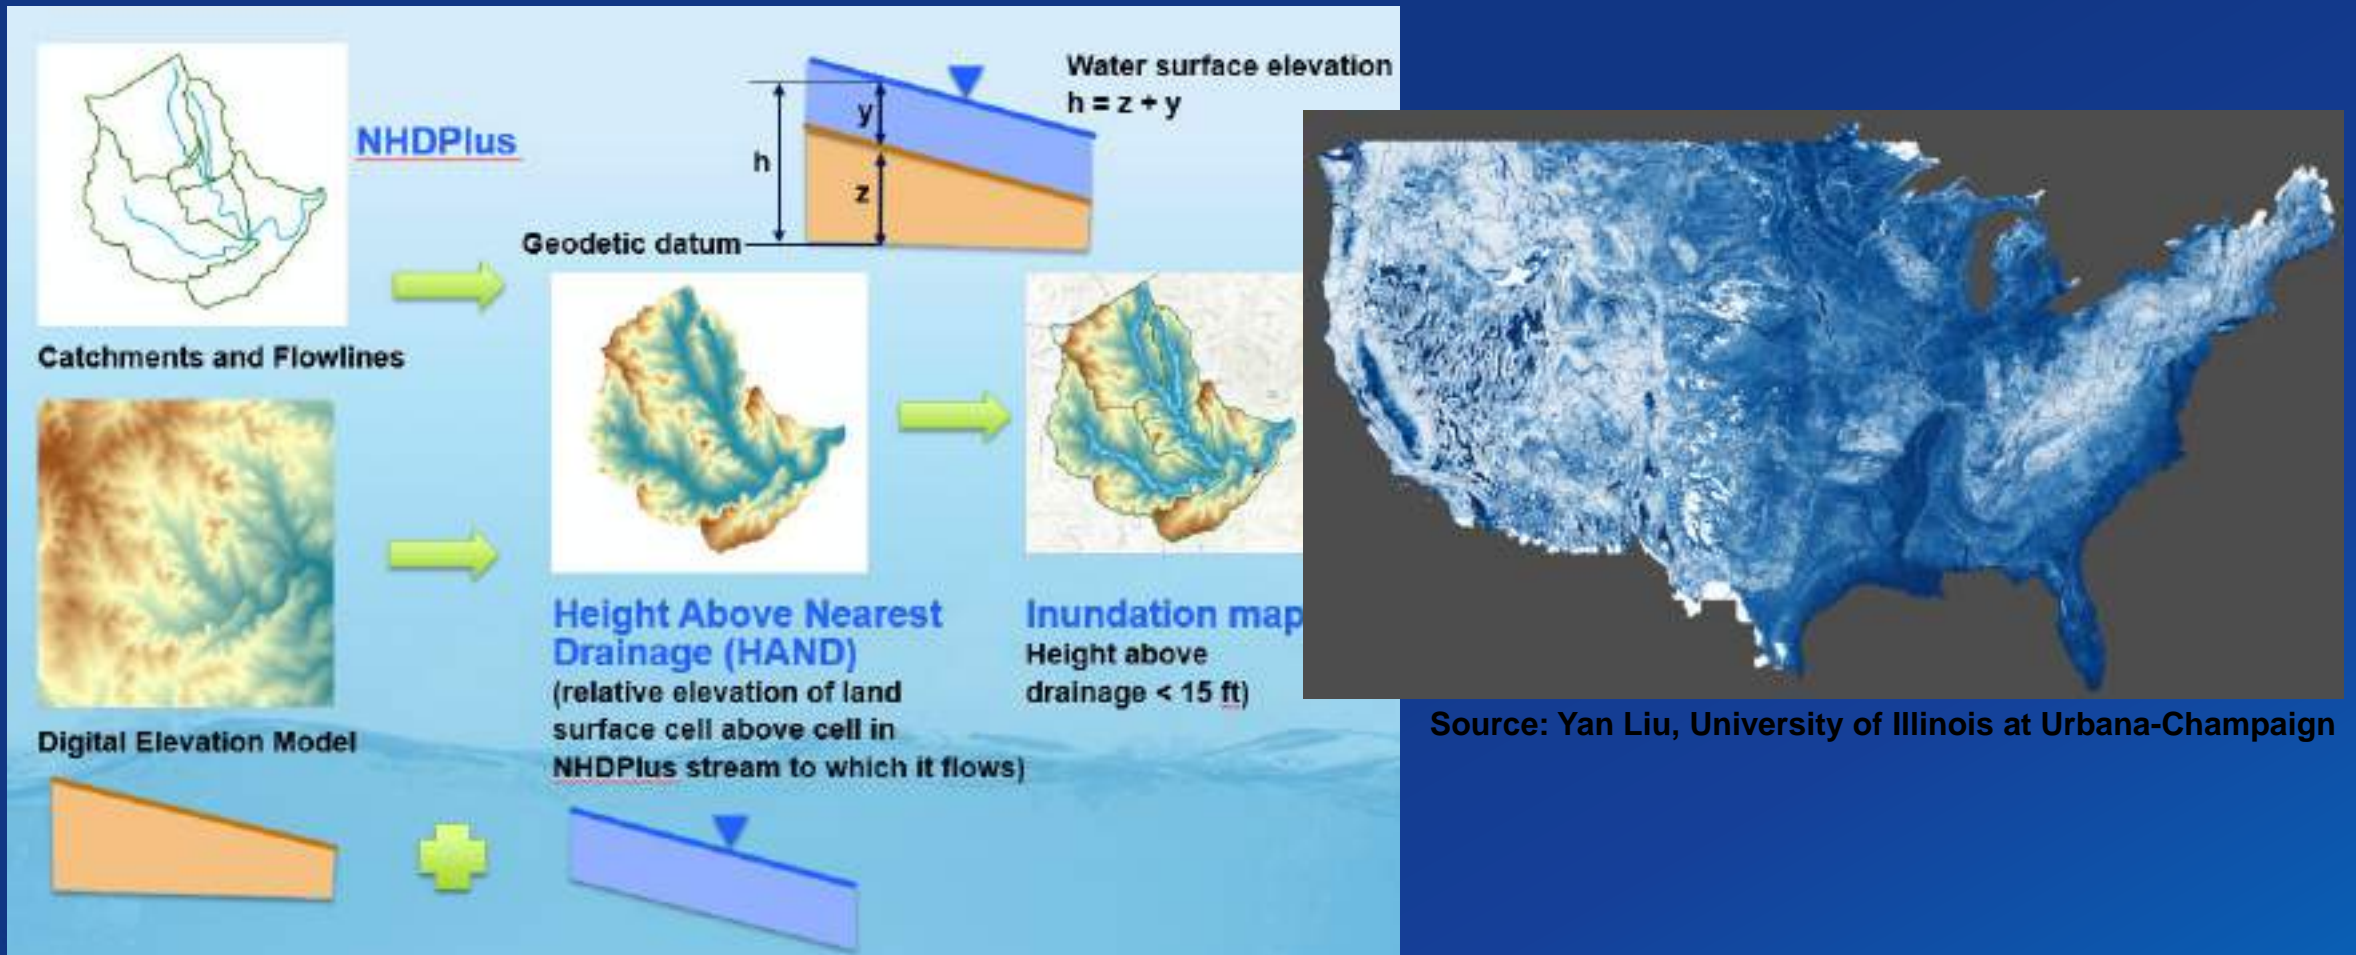 NHDPlus
Catchments and Flowlines
Digital Elevation Model
Water surface elevation
h = z + y
y
h
z
Geodetic datum
Height Above Nearest
Drainage (HAND)
(relative elevation of land
surface cell above cell in
NHDPlus stream to which it flows)
Inundation map
Height above
drainage < 15 ft)
Source: Yan Liu, University of Illinois at Urbana-Champaign